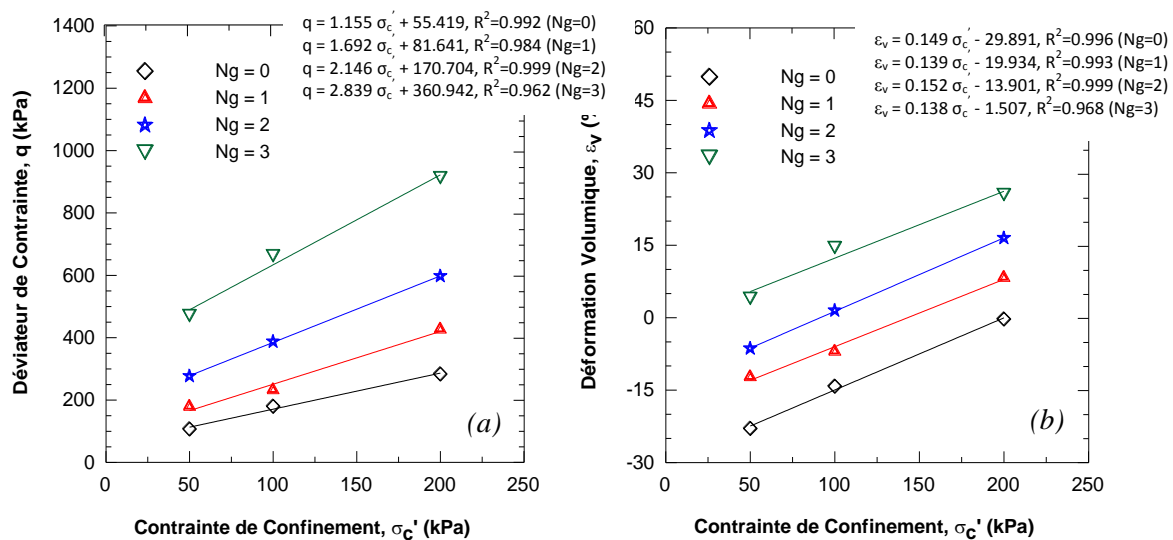 q = 1.155 σc' + 55.419, R²=0.992 (Ng=0)
q = 1.692 σc' + 81.641, R²=0.984 (Ng=1)
q = 2.146 σc' + 170.704, R²=0.999 (Ng=2)
q = 2.839 σc' + 360.942, R²=0.962 (Ng=3)
Ng = 0
Ng = 1
Ng = 2
Ng = 3
1400
1200
1000
800
600
400
200
0
Déviateur de Contrainte, q (kPa)
(a)
0 50 100 150 200 250
Contrainte de Confinement, σc' (kPa)
εv = 0.149 σc' - 29.891, R²=0.996 (Ng=0)
εv = 0.139 σc' - 19.934, R²=0.993 (Ng=1)
εv = 0.152 σc' - 13.901, R²=0.999 (Ng=2)
εv = 0.138 σc' - 1.507, R²=0.968 (Ng=3)
Ng = 0
Ng = 1
Ng = 2
Ng = 3
60
45
30
15
0
-15
-30
Déformation Volumique, εv
(b)
0 50 100 150 200 250
Contrainte de Confinement, σc' (kPa)